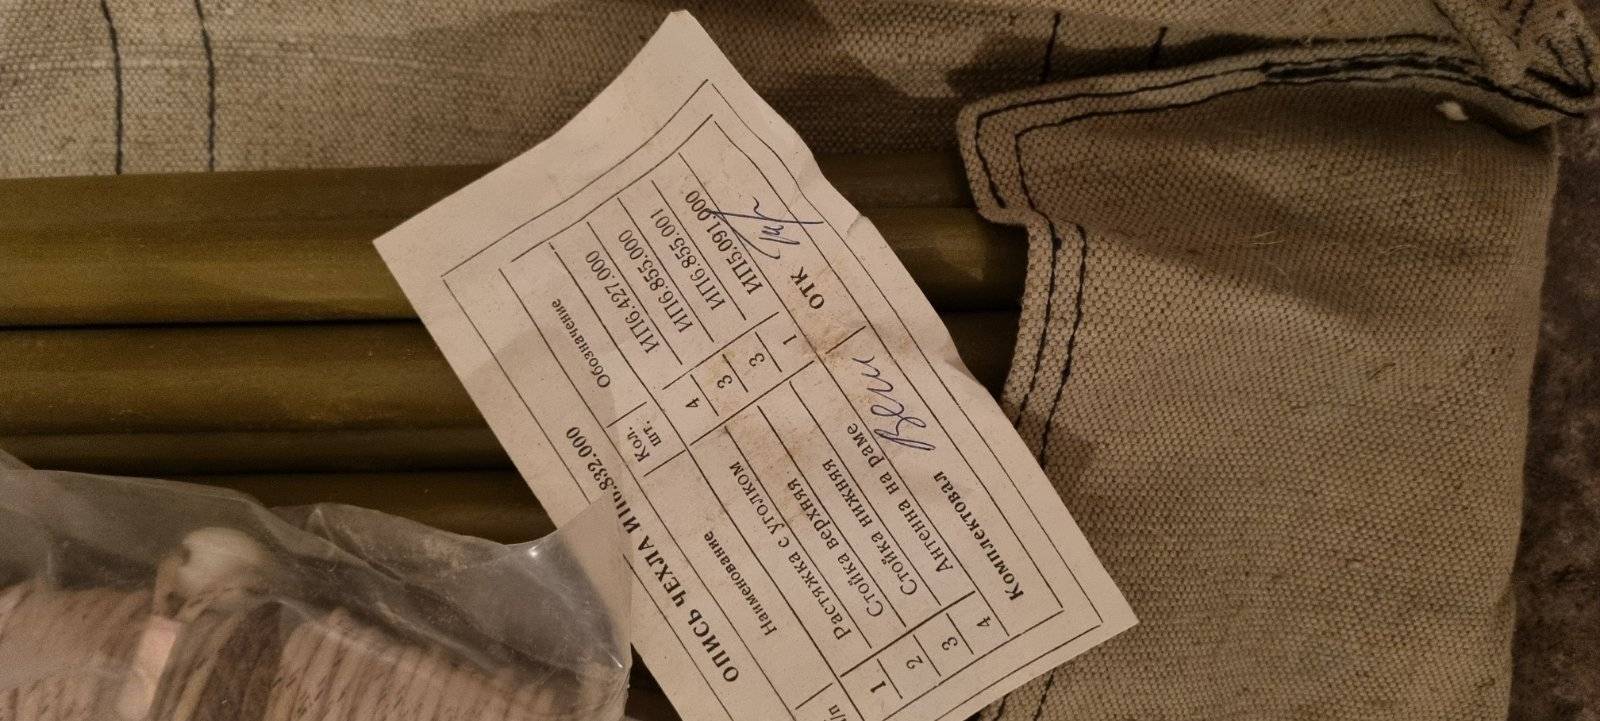 ОПИСЬ ЧЕХЛА ИП6.832.000
/п Наименование Кол. шт. Обозначение
1 Растяжка с уголком 4 ИП6.427.000
2 Стойка верхняя 3 ИП6.855.000
3 Стойка нижняя 3 ИП6.855.001
4 Антенна на раме 1 ИП5.091.000
Комплектовал ОТК